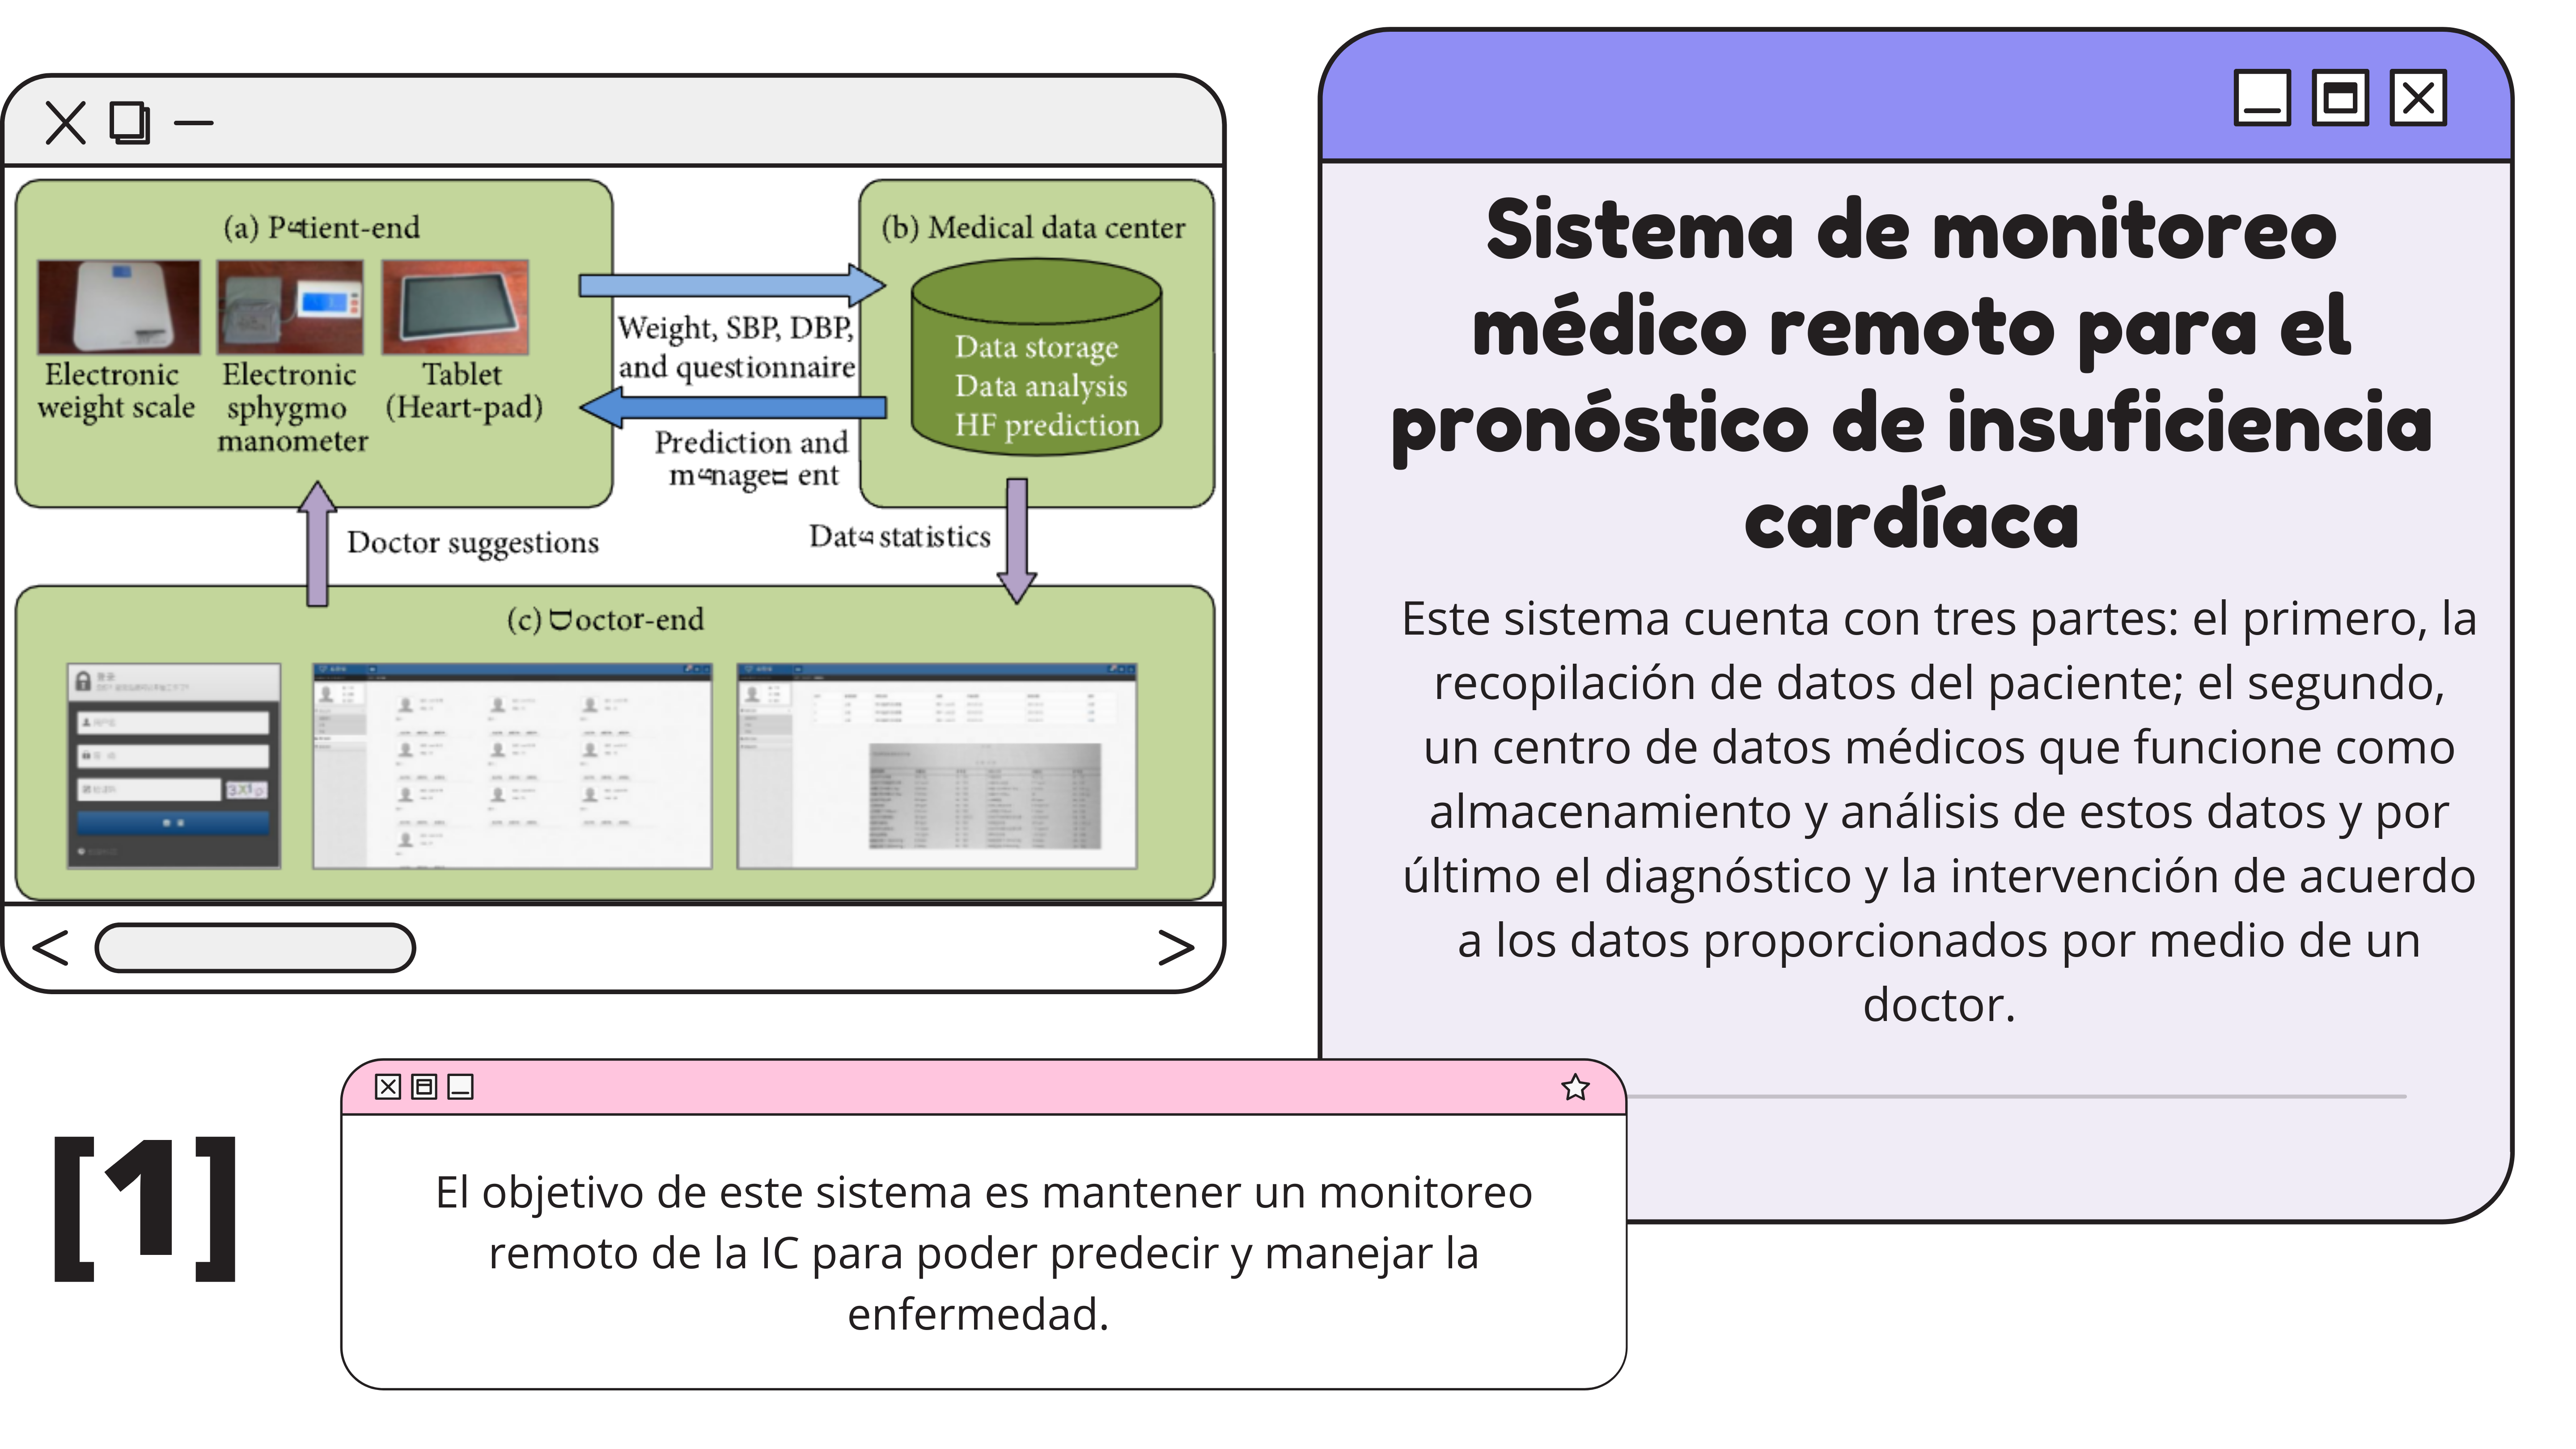 (a) Patient-end
Electronic
weight scale
Electronic
sphygmo
manometer
Tablet
(Heart-pad)
Weight, SBP, DBP,
and questionnaire
Prediction and
management
(b) Medical data center
Data storage
Data analysis
HF prediction
Doctor suggestions
Data statistics
(c) Doctor-end
Sistema de monitoreo
médico remoto para el
pronóstico de insuficiencia
cardíaca
Este sistema cuenta con tres partes: el primero, la
recopilación de datos del paciente; el segundo,
un centro de datos médicos que funcione como
almacenamiento y análisis de estos datos y por
último el diagnóstico y la intervención de acuerdo
a los datos proporcionados por medio de un
doctor.
[1]
El objetivo de este sistema es mantener un monitoreo
remoto de la IC para poder predecir y manejar la
enfermedad.